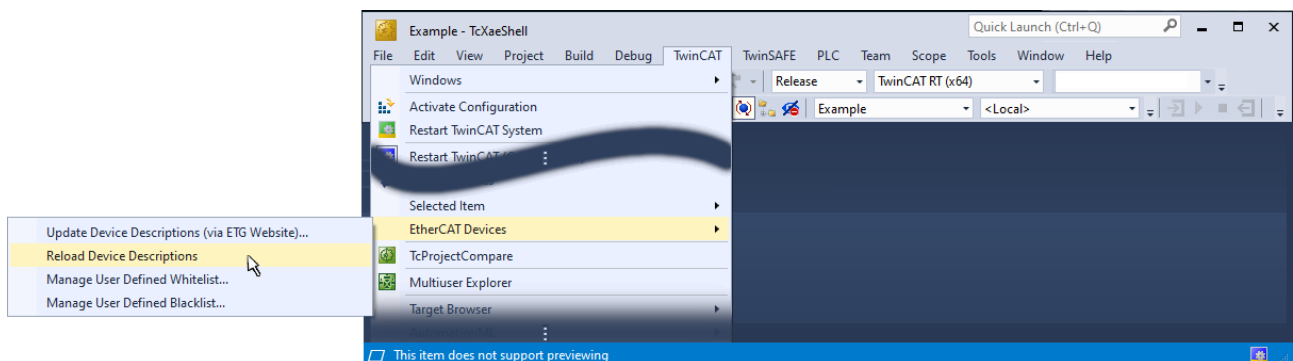 Example - TcXaeShell
Quick Launch (Ctrl+Q)
File Edit View Project Build Debug TwinCAT TwinSAFE PLC Team Scope Tools Window Help
Windows
Release
TwinCAT RT (x64)
Activate Configuration
Example
<Local>
Restart TwinCAT System
Restart TwinCAT
Selected Item
EtherCAT Devices
Update Device Descriptions (via ETG Website)...
Reload Device Descriptions
Manage User Defined Whitelist...
Manage User Defined Blacklist...
TcProjectCompare
Multiuser Explorer
Target Browser
AutomationML
This item does not support previewing